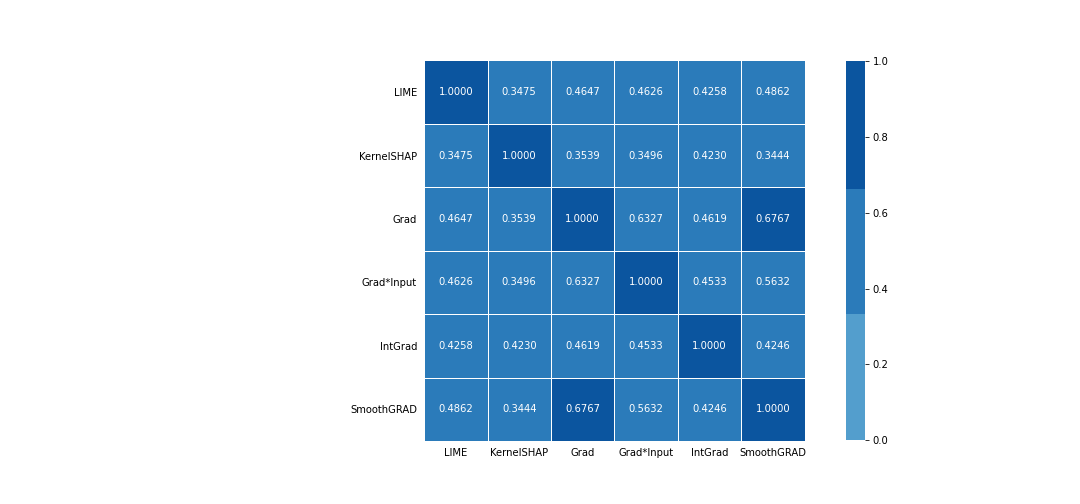 1.0
LIME 1.0000 0.3475 0.4647 0.4626 0.4258 0.4862
0.8
KernelSHAP 0.3475 1.0000 0.3539 0.3496 0.4230 0.3444
Grad 0.4647 0.3539 1.0000 0.6327 0.4619 0.6767
0.6
Grad*Input 0.4626 0.3496 0.6327 1.0000 0.4533 0.5632
0.4
IntGrad 0.4258 0.4230 0.4619 0.4533 1.0000 0.4246
0.2
SmoothGRAD 0.4862 0.3444 0.6767 0.5632 0.4246 1.0000
0.0
LIME KernelSHAP Grad Grad*Input IntGrad SmoothGRAD